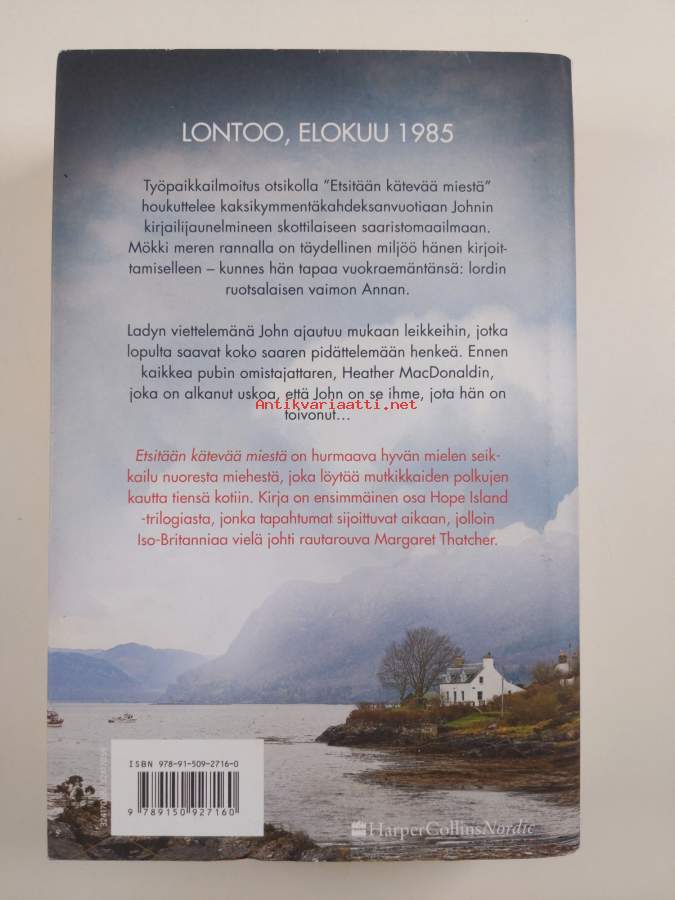 LONTOO, ELOKUU 1985
Työpaikkailmoitus otsikolla ”Etsitään kätevää miestä”
houkuttelee kaksikymmentäkahdeksanvuotiaan Johnin
kirjailijaunelmineen skottilaiseen saaristomaailmaan.
Mökki meren rannalla on täydellinen miljöö hänen kirjoit-
tamiselleen – kunnes hän tapaa vuokraemäntänsä: lordin
ruotsalaisen vaimon Annan.
Ladyn viettelemänä John ajautuu mukaan leikkeihin, jotka
lopulta saavat koko saaren pidättelemään henkeä. Ennen
kaikkea pubin omistajattaren, Heather MacDonaldin,
joka on alkanut uskoa, että John on se ihme, jota hän on
Antikvariaatti.net
toivonut…
Etsitään kätevää miestä on hurmaava hyvän mielen seik-
kailu nuoresta miehestä, joka löytää mutkikkaiden polkujen
kautta tiensä kotiin. Kirja on ensimmäinen osa Hope Island
-trilogiasta, jonka tapahtumat sijoittuvat aikaan, jolloin
Iso-Britanniaa vielä johti rautarouva Margaret Thatcher.
ISBN 978-91-509-2716-0
9 789150 927160
HarperCollins Nordic